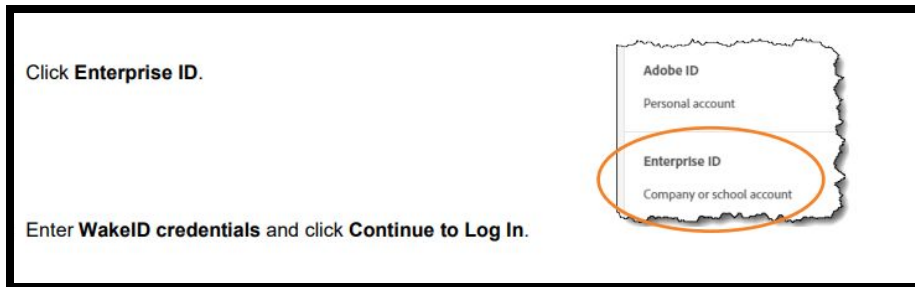 Click Enterprise ID.
Adobe ID
Personal account
Enterprise ID
Company or school account
Enter WakeID credentials and click Continue to Log In.